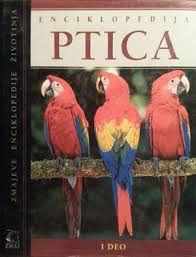 ENCIKLOPEDIJA
PTICA
I DEO
ZMAJEVE ENCIKLOPEDIJE ŽIVOTINJA
ZMAJ